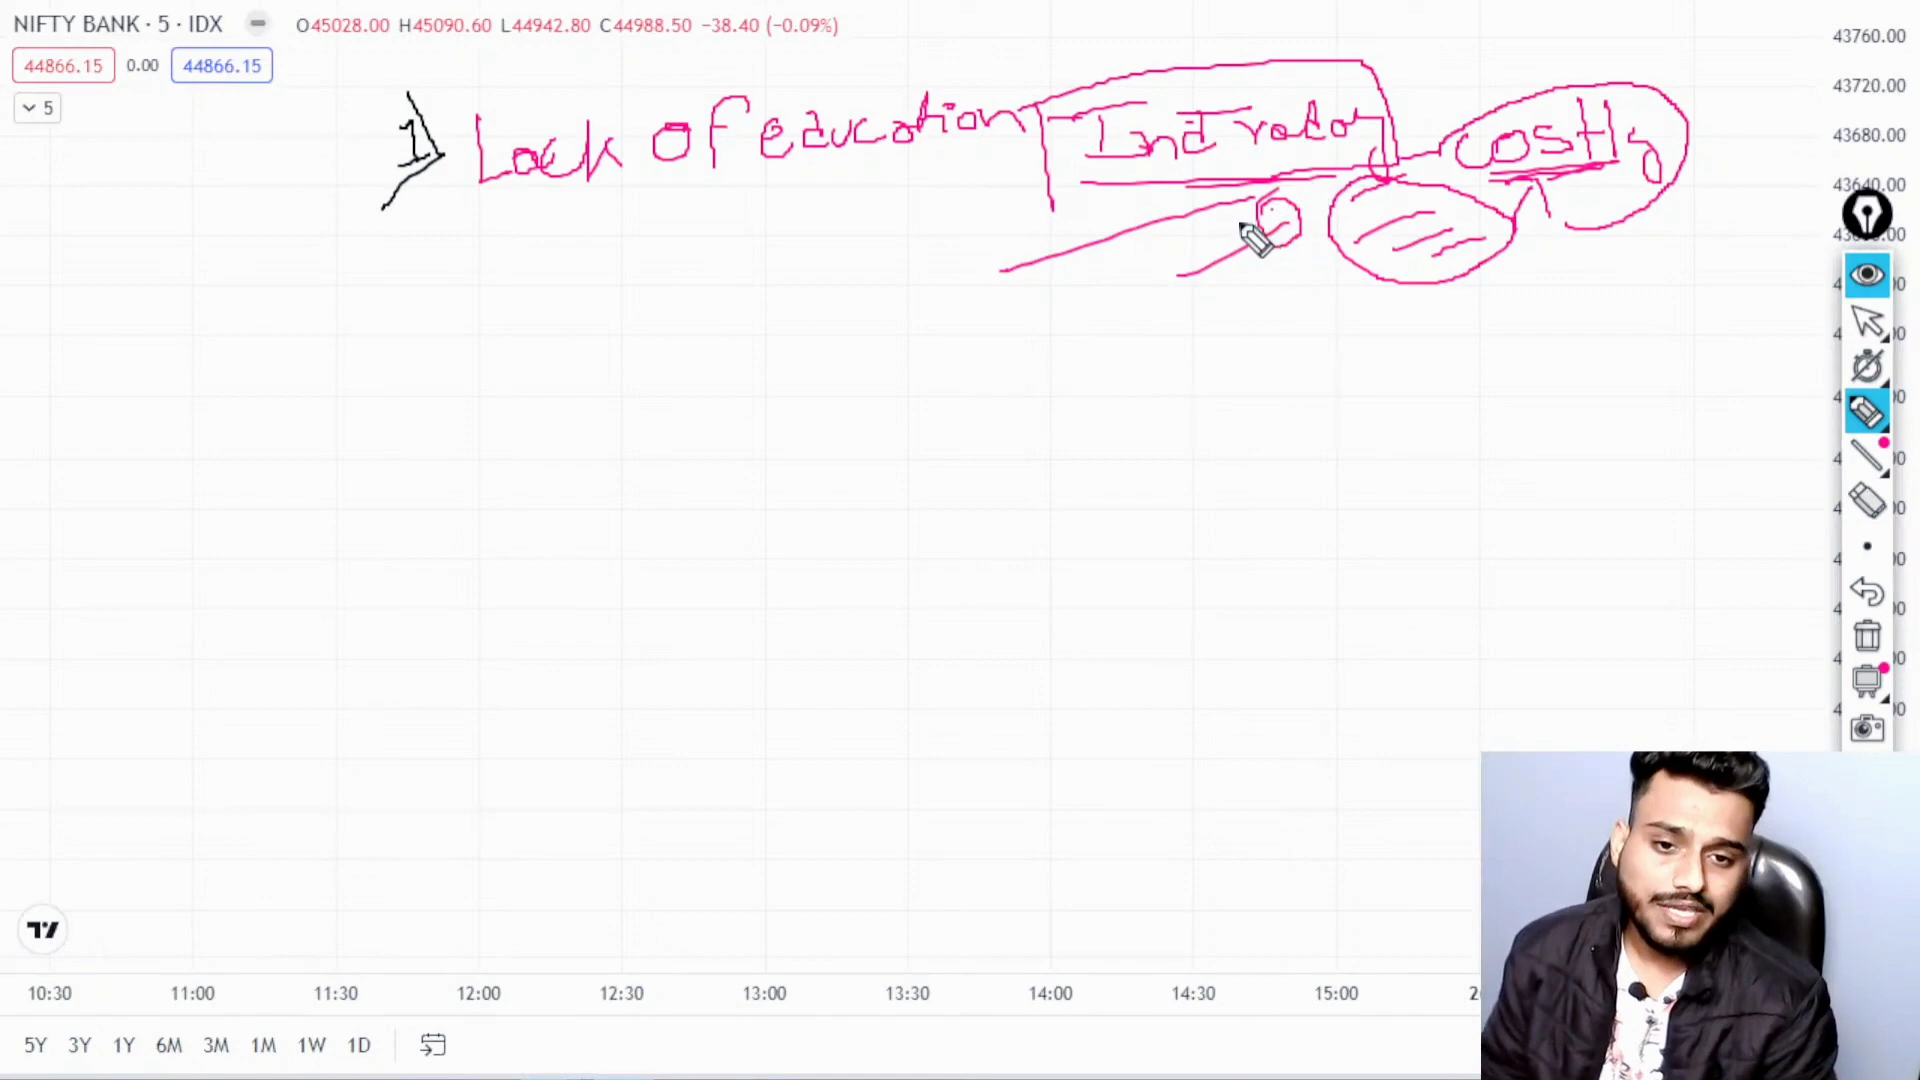 NIFTY BANK · 5 · IDX O45028.00 H45090.60 L44942.80 C44988.50 −38.40 (−0.09%)
44866.15 0.00 44866.15
5
1 Lack of education Indraday costly
43760.00
43720.00
43680.00
43640.00
10:30 11:00 11:30 12:00 12:30 13:00 13:30 14:00 14:30 15:00
5Y 3Y 1Y 6M 3M 1M 1W 1D